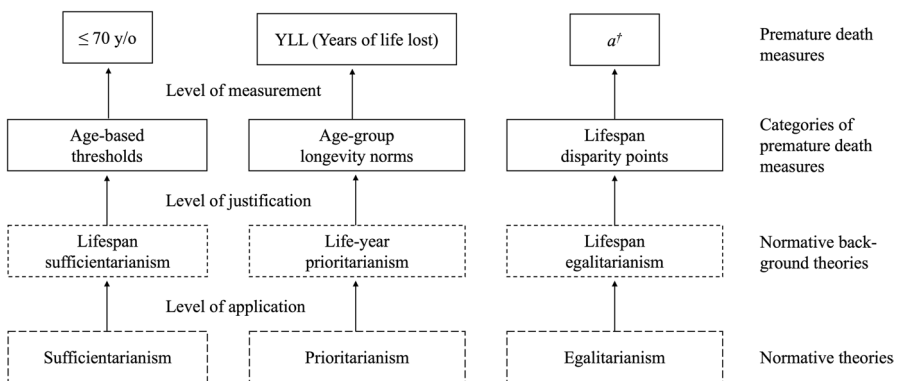 ≤ 70 y/o
YLL (Years of life lost)
a†
Premature death
measures
Level of measurement
Age-based
thresholds
Age-group
longevity norms
Lifespan
disparity points
Categories of
premature death
measures
Level of justification
Lifespan
sufficientarianism
Life-year
prioritarianism
Lifespan
egalitarianism
Normative back-
ground theories
Level of application
Sufficientarianism
Prioritarianism
Egalitarianism
Normative theories